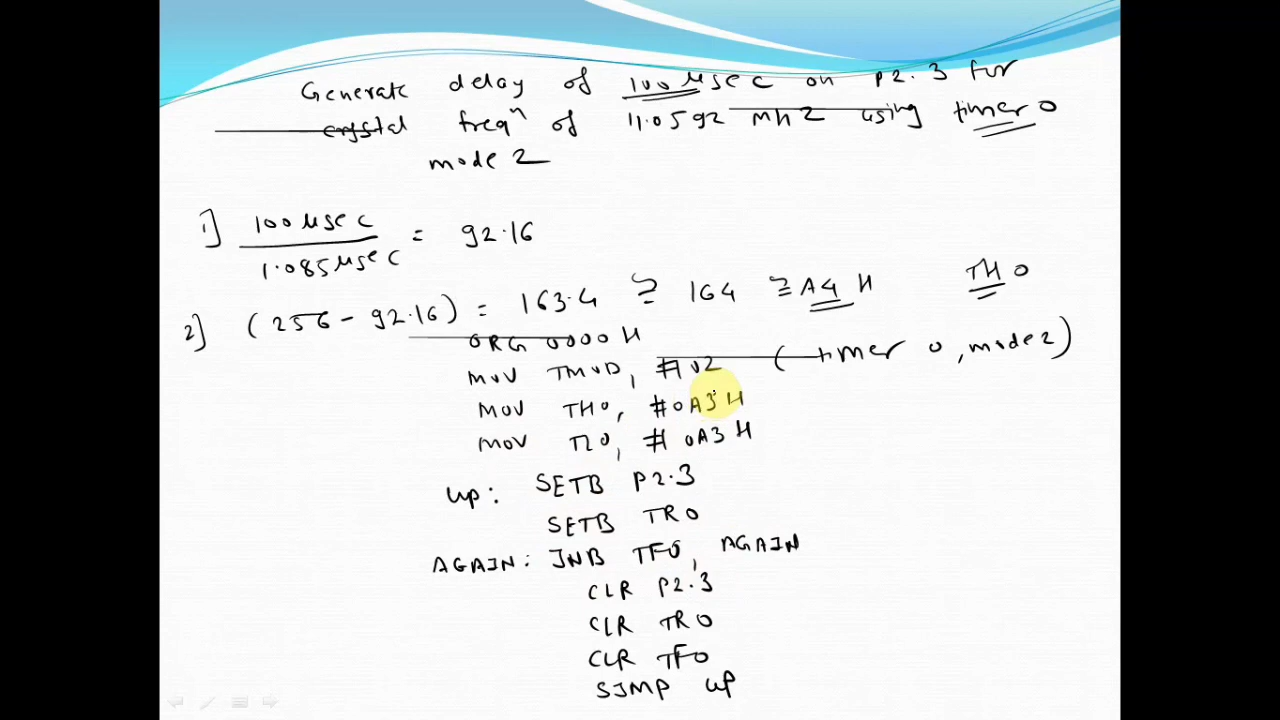 Generate delay of 100 μsec on P2.3 for
crystal freqⁿ of 11.0592 MhZ using timer 0
mode 2
1] 100 μsec / 1.085 μsec = 92.16
2] (256 - 92.16) = 163.4 ≅ 164 ≅ A4 H TH0
ORG 0000 H
MOV TMOD, #02 (timer 0, mode 2)
MOV TH0, #0A3H
MOV TL0, #0A3H
UP: SETB P2.3
SETB TR0
AGAIN: JNB TF0, AGAIN
CLR P2.3
CLR TR0
CLR TF0
SJMP UP